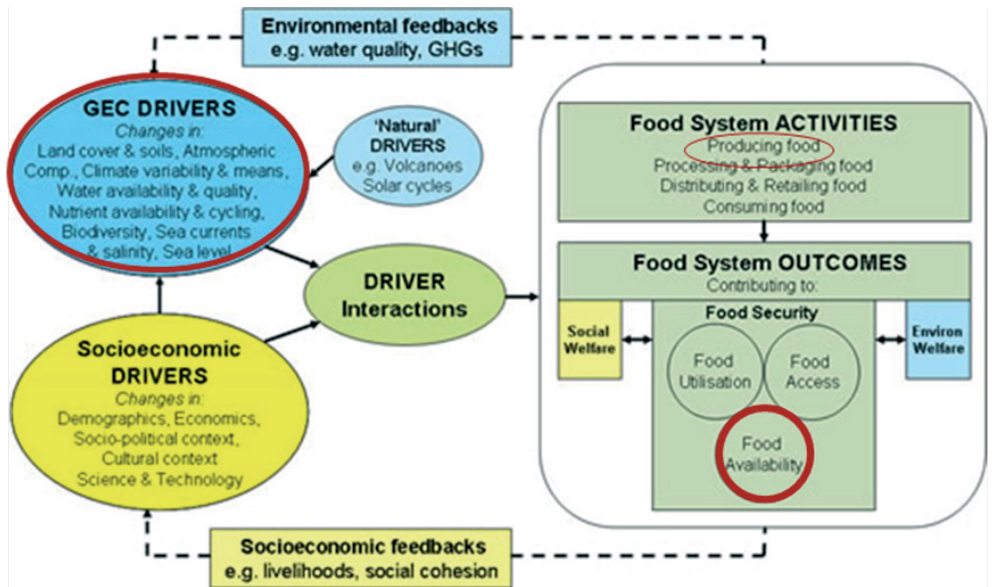 Environmental feedbacks
e.g. water quality, GHGs
GEC DRIVERS
Changes in:
Land cover & soils, Atmospheric
Comp., Climate variability & means,
Water availability & quality,
Nutrient availability & cycling,
Biodiversity, Sea currents
& salinity, Sea level
'Natural'
DRIVERS
e.g. Volcanoes
Solar cycles
DRIVER
Interactions
Socioeconomic
DRIVERS
Changes in:
Demographics, Economics,
Socio-political context,
Cultural context
Science & Technology
Food System ACTIVITIES
Producing food
Processing & Packaging food
Distributing & Retailing food
Consuming food
Food System OUTCOMES
Contributing to:
Social
Welfare
Food Security
Food
Utilisation
Food
Access
Food
Availability
Environ
Welfare
Socioeconomic feedbacks
e.g. livelihoods, social cohesion